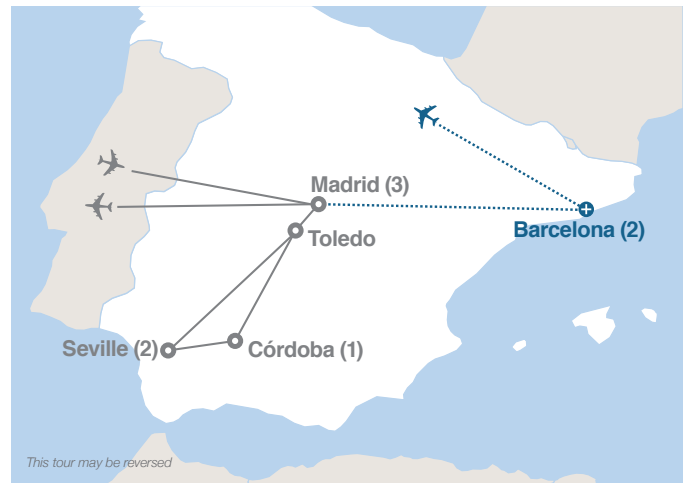 Madrid (3)
Toledo
Barcelona (2)
Seville (2)
Córdoba (1)
This tour may be reversed